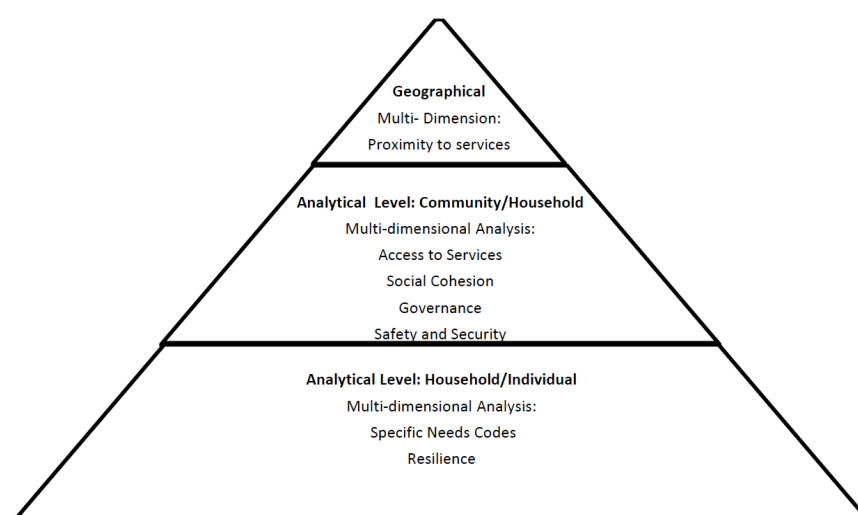 Geographical
Multi- Dimension:
Proximity to services
Analytical Level: Community/Household
Multi-dimensional Analysis:
Access to Services
Social Cohesion
Governance
Safety and Security
Analytical Level: Household/Individual
Multi-dimensional Analysis:
Specific Needs Codes
Resilience